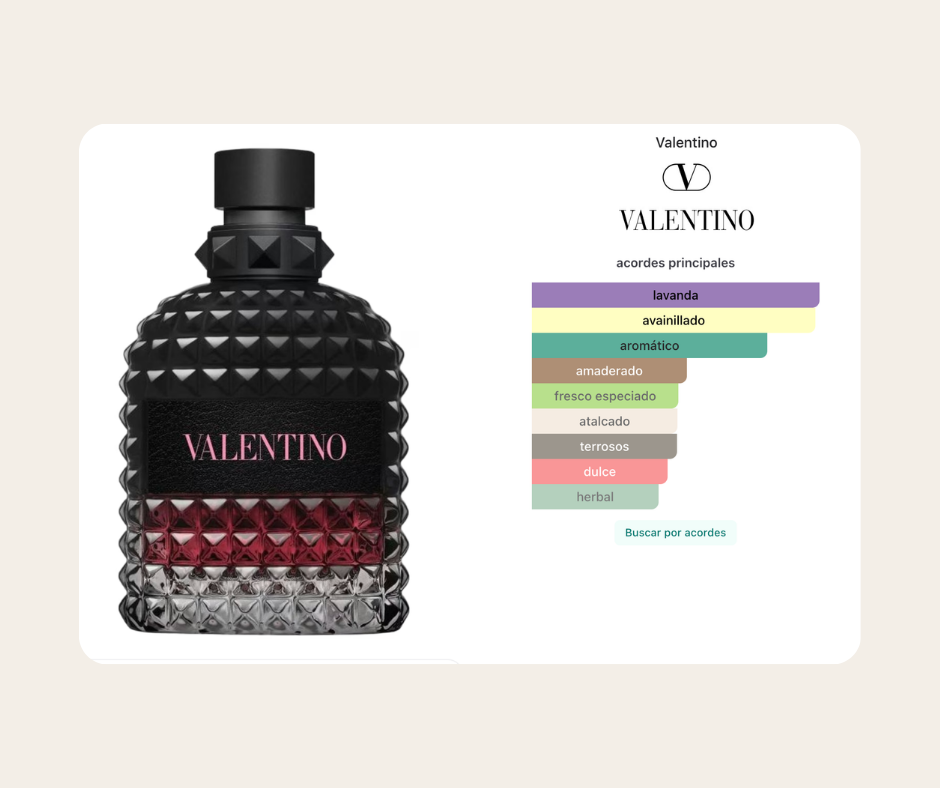 VALENTINO
Valentino
V
VALENTINO
acordes principales
lavanda
avainillado
aromático
amaderado
fresco especiado
atalcado
terrosos
dulce
herbal
Buscar por acordes